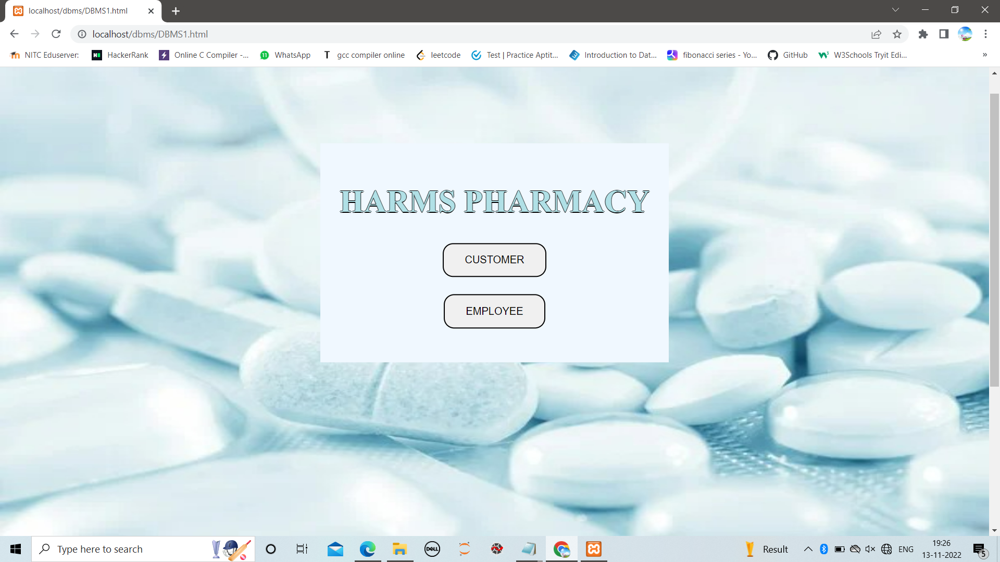 localhost/dbms/DBMS1.html
localhost/dbms/DBMS1.html
NITC Eduserver: HackerRank Online C Compiler -... WhatsApp gcc compiler online leetcode Test | Practice Aptit... Introduction to Dat... fibonacci series - Yo... GitHub W3Schools Tryit Edi... »
HARMS PHARMACY
CUSTOMER
EMPLOYEE
Type here to search
DELL
Result
ENG
19:26
13-11-2022
5